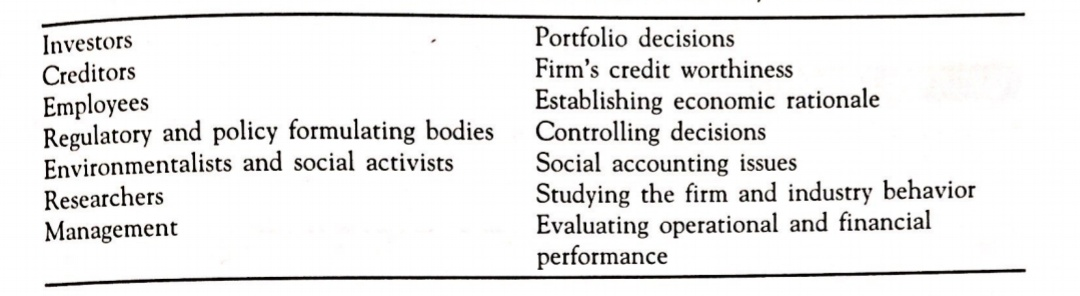 Investors Portfolio decisions
Creditors Firm's credit worthiness
Employees Establishing economic rationale
Regulatory and policy formulating bodies Controlling decisions
Environmentalists and social activists Social accounting issues
Researchers Studying the firm and industry behavior
Management Evaluating operational and financial
performance